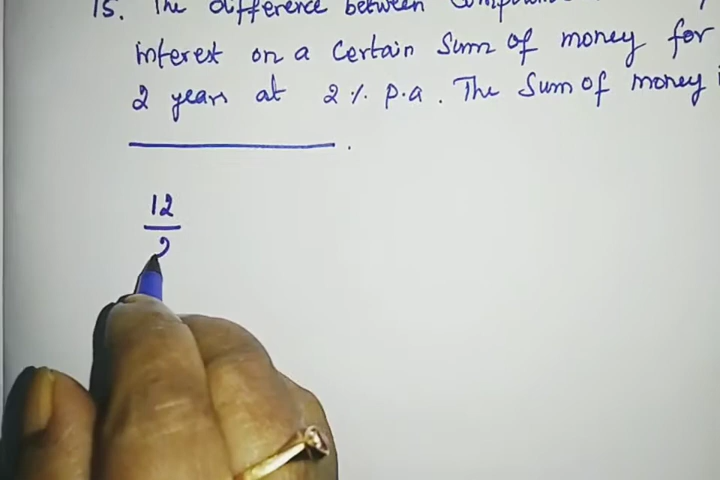 15. The difference between
interest on a certain sum of money for
2 years at 2% p.a. The sum of money
12
2